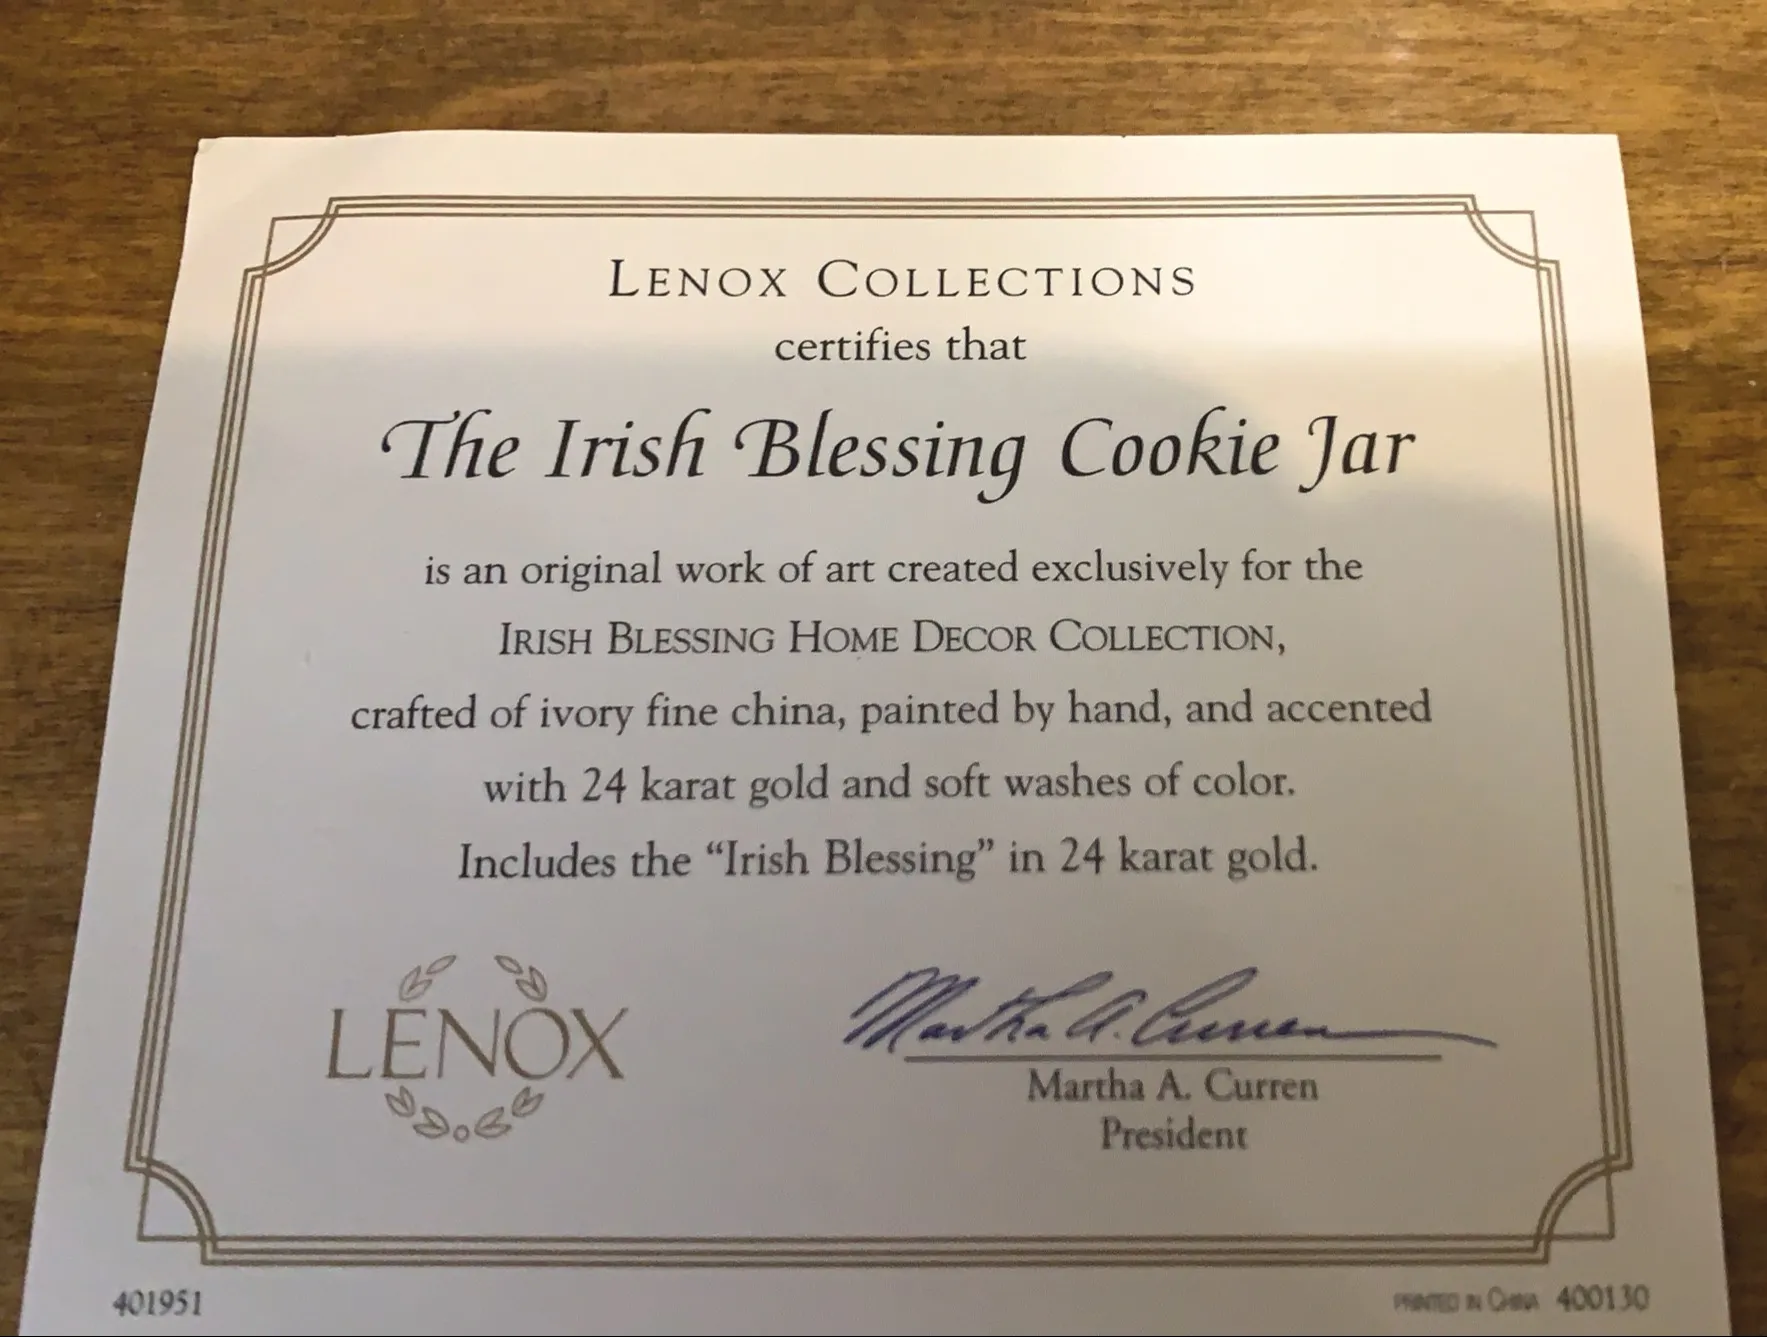 LENOX COLLECTIONS
certifies that
The Irish Blessing Cookie Jar
is an original work of art created exclusively for the
IRISH BLESSING HOME DECOR COLLECTION,
crafted of ivory fine china, painted by hand, and accented
with 24 karat gold and soft washes of color.
Includes the “Irish Blessing” in 24 karat gold.
LENOX
Martha A. Curren
Martha A. Curren
President
401951
PRINTED IN CHINA 400130